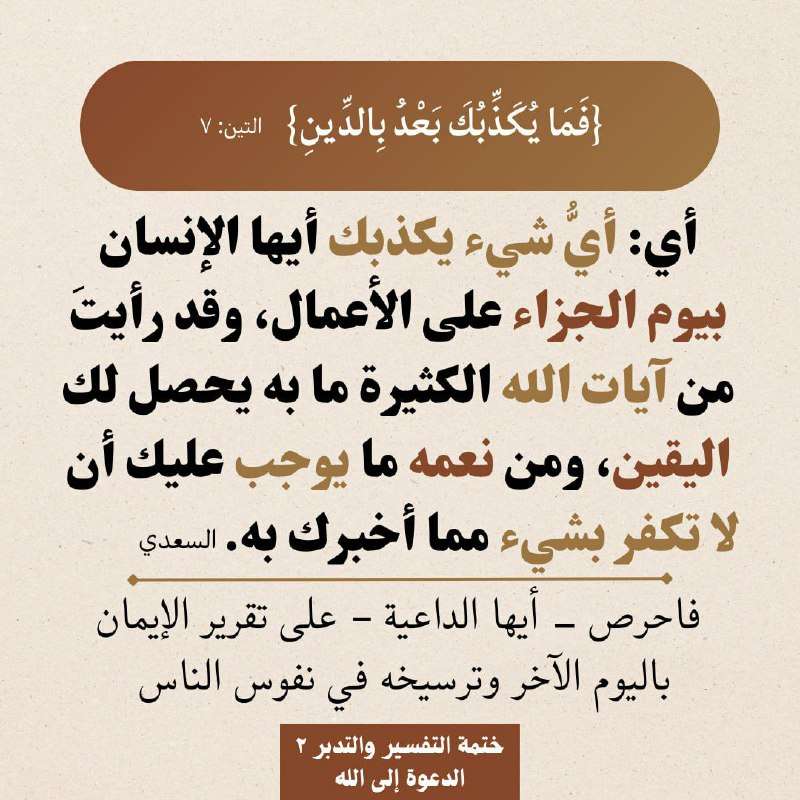 {فَمَا يُكَذِّبُكَ بَعْدُ بِالدِّينِ} التين: ٧
أي: أيُّ شيء يكذبك أيها الإنسان
بيوم الجزاء على الأعمال، وقد رأيتَ
من آيات الله الكثيرة ما به يحصل لك
اليقين، ومن نعمه ما يوجب عليك أن
لا تكفر بشيء مما أخبرك به. السعدي
فاحرص – أيها الداعية – على تقرير الإيمان
باليوم الآخر وترسيخه في نفوس الناس
ختمة التفسير والتدبر ٢
الدعوة إلى الله